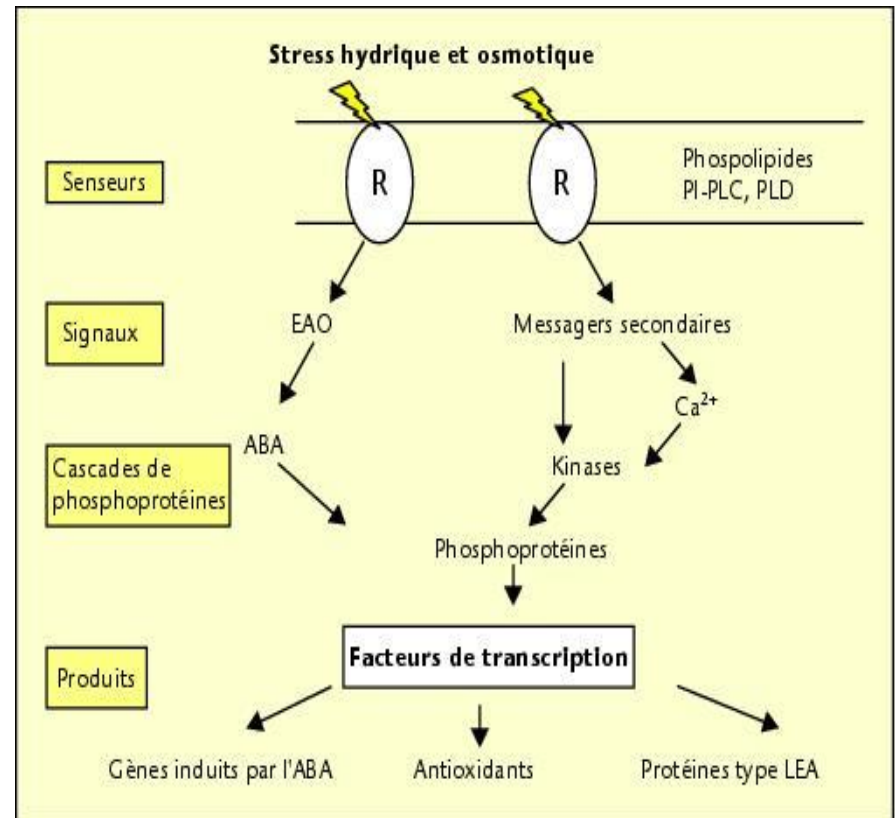 Stress hydrique et osmotique
Senseurs
R
R
Phospolipides
PI-PLC, PLD
Signaux
EAO
Messagers secondaires
Ca²⁺
ABA
Cascades de
phosphoprotéines
Kinases
Phosphoprotéines
Facteurs de transcription
Produits
Gènes induits par l'ABA
Antioxidants
Protéines type LEA